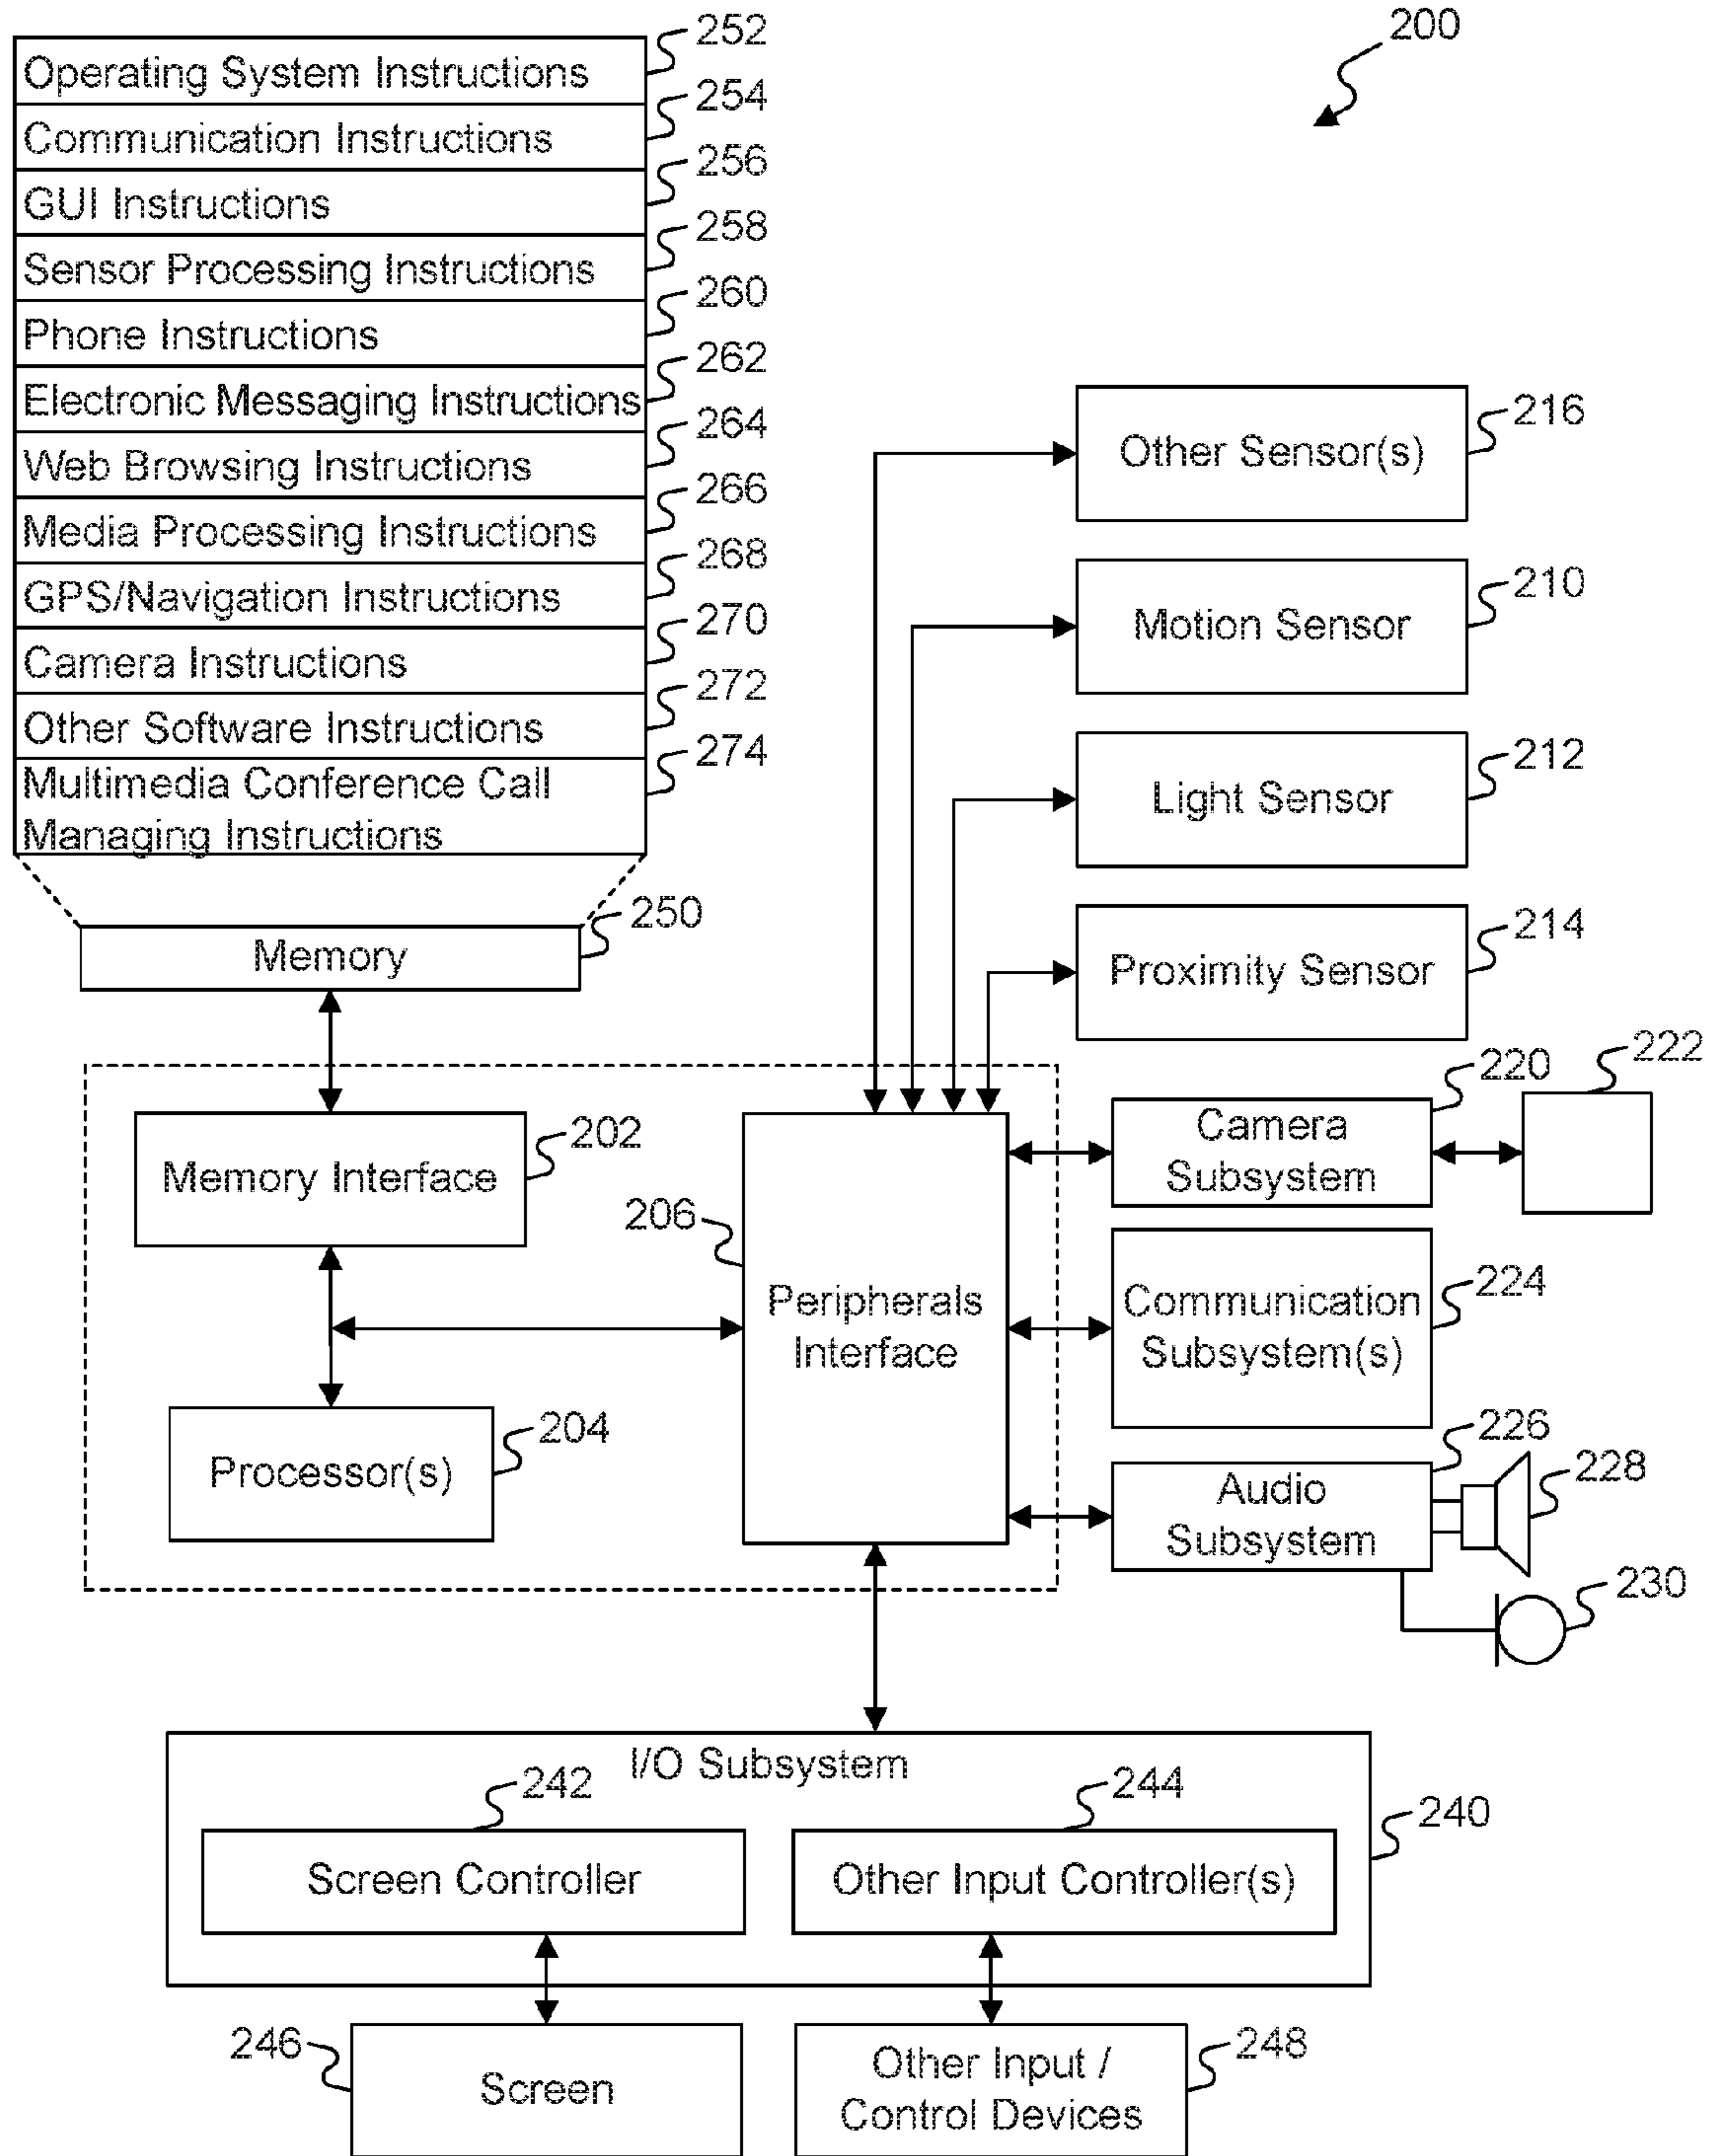 200
Operating System Instructions 252
Communication Instructions 254
GUI Instructions 256
Sensor Processing Instructions 258
Phone Instructions 260
Electronic Messaging Instructions 262
Web Browsing Instructions 264
Media Processing Instructions 266
GPS/Navigation Instructions 268
Camera Instructions 270
Other Software Instructions 272
Multimedia Conference Call 274
Managing Instructions
Memory 250
Other Sensor(s) 216
Motion Sensor 210
Light Sensor 212
Proximity Sensor 214
Memory Interface 202
Processor(s) 204
206
Peripherals
Interface
Camera
Subsystem
220
222
Communication
Subsystem(s)
224
Audio
Subsystem
226
228
230
I/O Subsystem
240
242
Screen Controller
244
Other Input Controller(s)
246
Screen
Other Input /
Control Devices
248